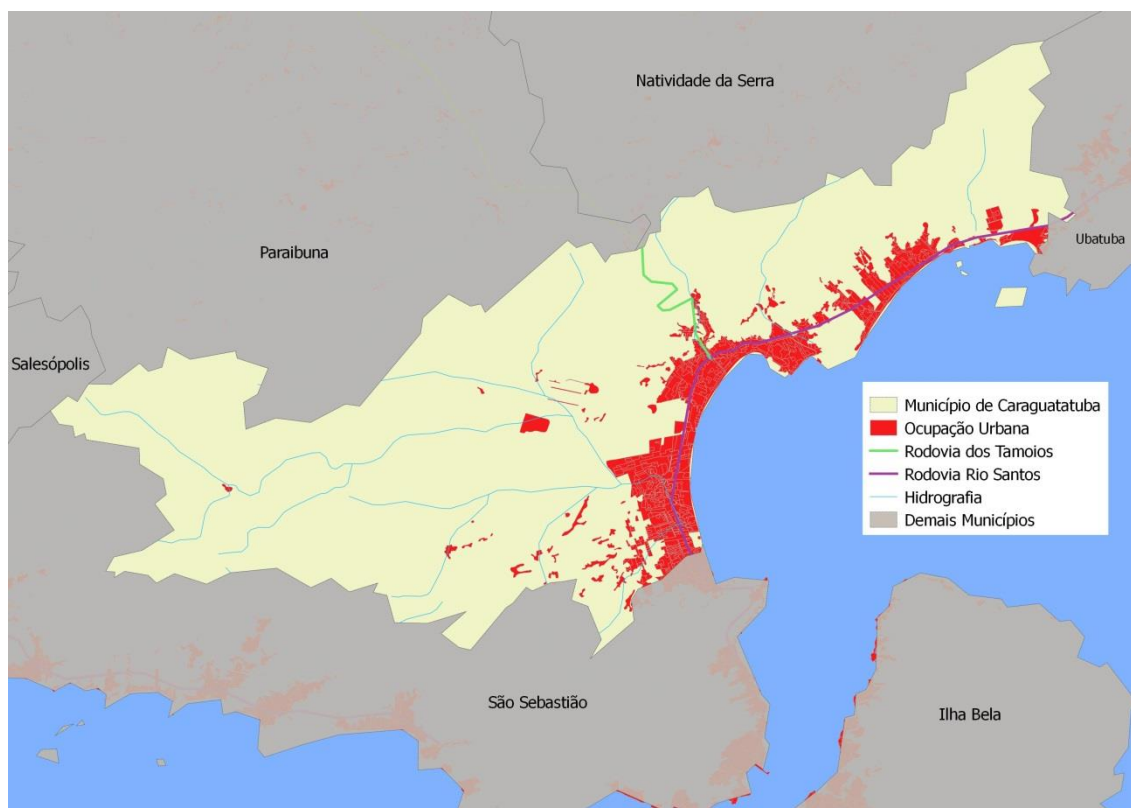 Natividade da Serra
Paraibuna
Ubatuba
Salesópolis
Município de Caraguatatuba
Ocupação Urbana
Rodovia dos Tamoios
Rodovia Rio Santos
Hidrografia
Demais Municípios
São Sebastião
Ilha Bela